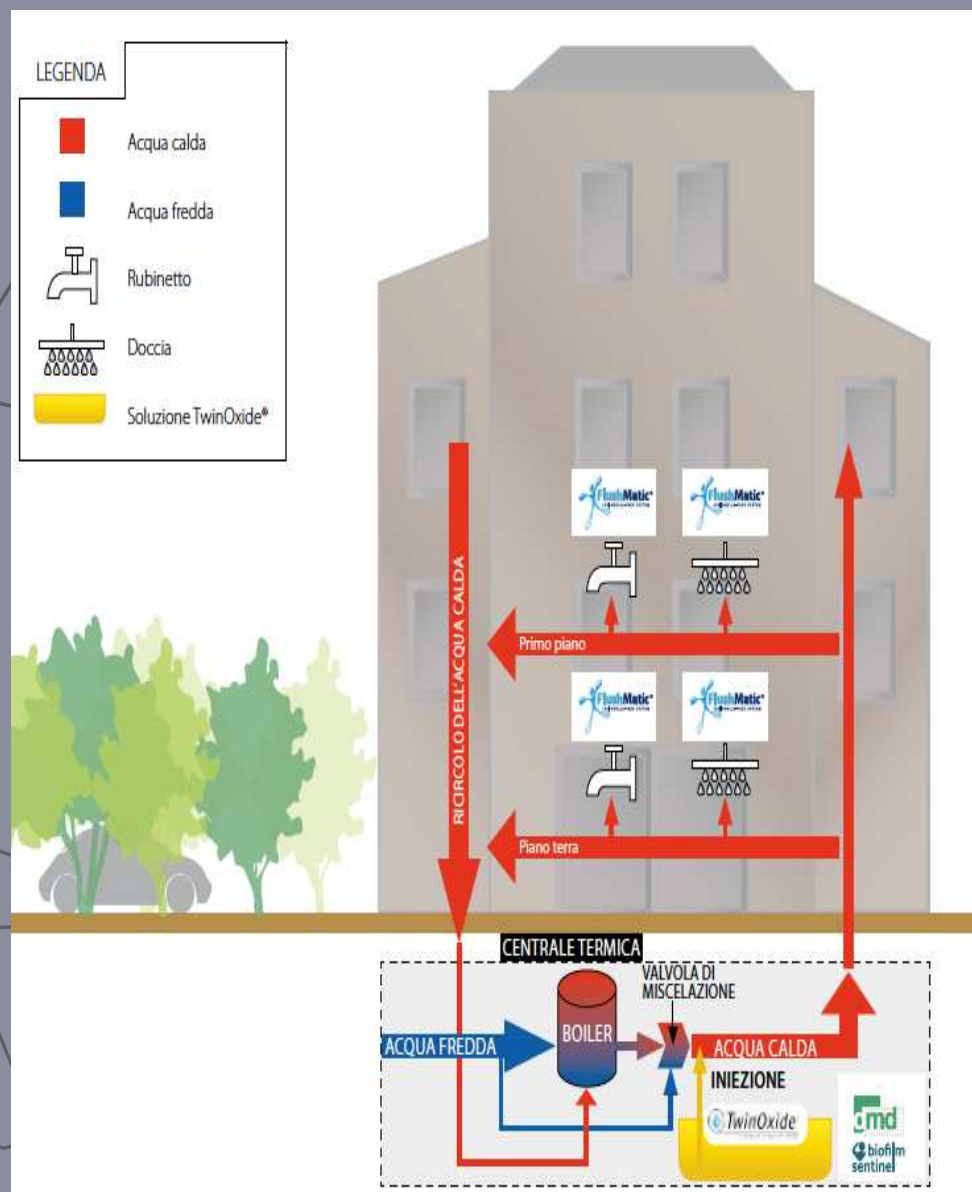 LEGENDA
Acqua calda
Acqua fredda
Rubinetto
Doccia
Soluzione TwinOxide®
FlushMatic®
FlushMatic®
RICIRCOLO DELL'ACQUA CALDA
Primo piano
FlushMatic®
FlushMatic®
Piano terra
CENTRALE TERMICA
VALVOLA DI
MISCELAZIONE
BOILER
ACQUA FREDDA
ACQUA CALDA
INIEZIONE
TwinOxide
amd
biofilm
sentinel